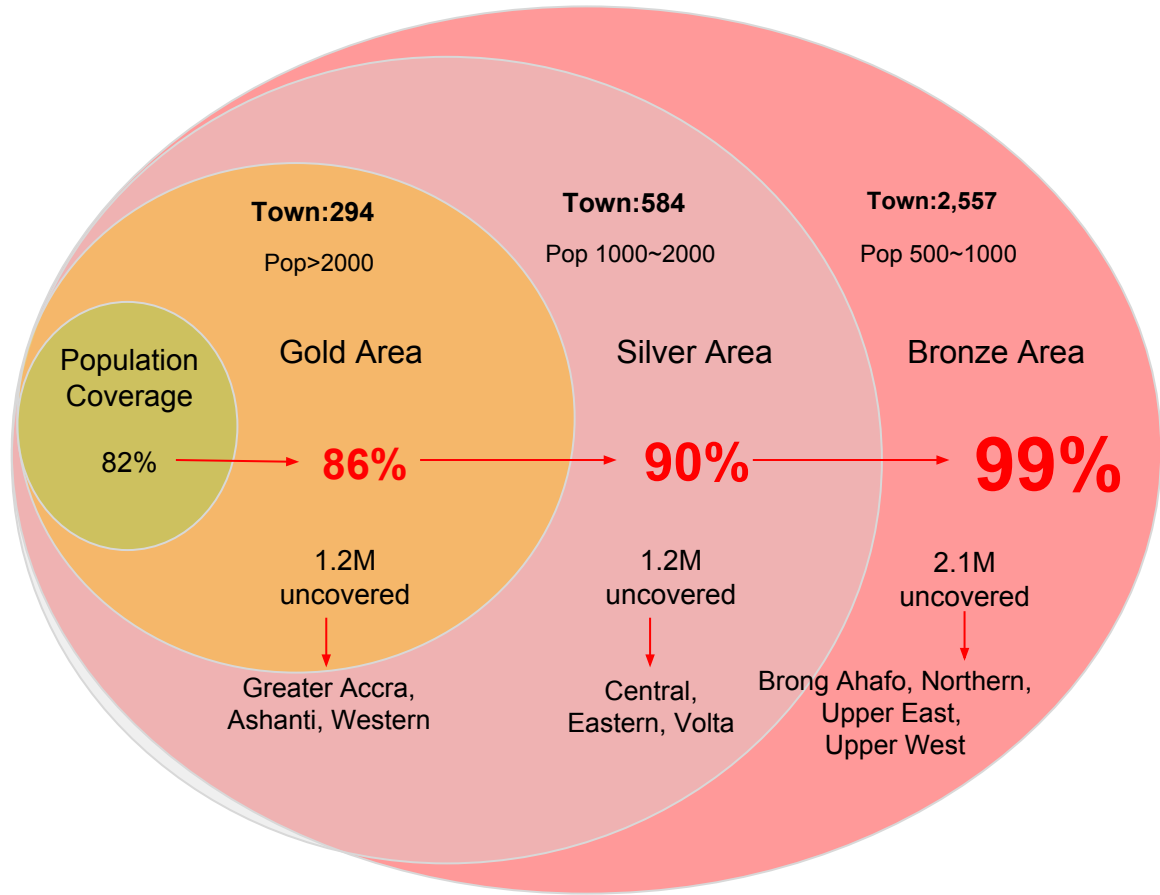 Town:294
Pop>2000
Town:584
Pop 1000~2000
Town:2,557
Pop 500~1000
Population
Coverage
82%
Gold Area
86%
Silver Area
90%
Bronze Area
99%
1.2M
uncovered
Greater Accra,
Ashanti, Western
1.2M
uncovered
Central,
Eastern, Volta
2.1M
uncovered
Brong Ahafo, Northern,
Upper East,
Upper West